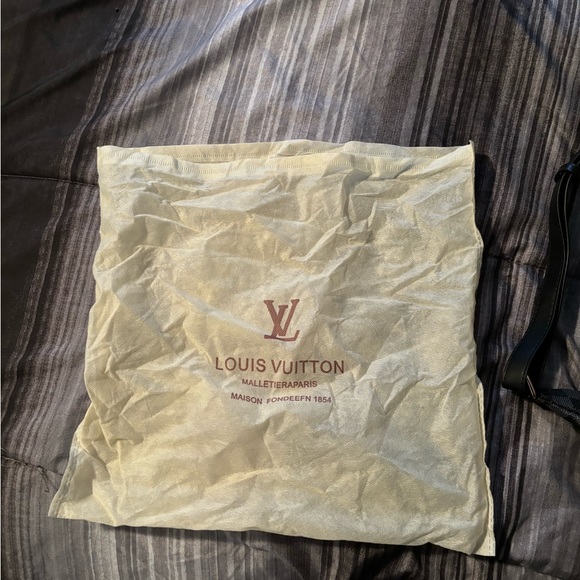 LV
LOUIS VUITTON
MALLETIERAPARIS
MAISON FONDEEFN 1854